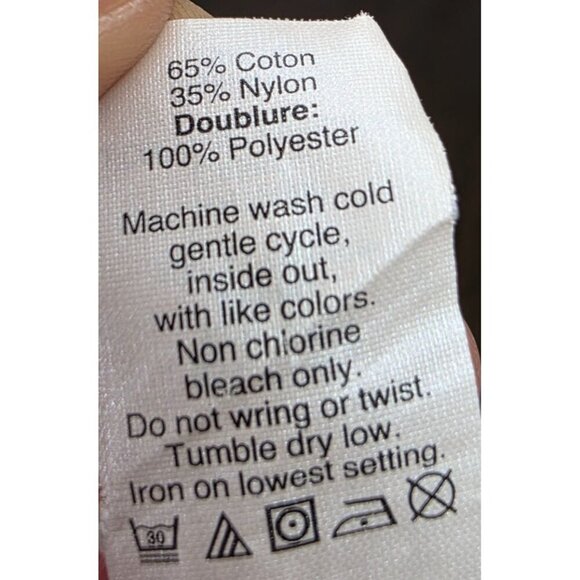 65% Coton
35% Nylon
Doublure:
100% Polyester
Machine wash cold
gentle cycle,
inside out,
with like colors.
Non chlorine
bleach only.
Do not wring or twist.
Tumble dry low.
Iron on lowest setting.
30